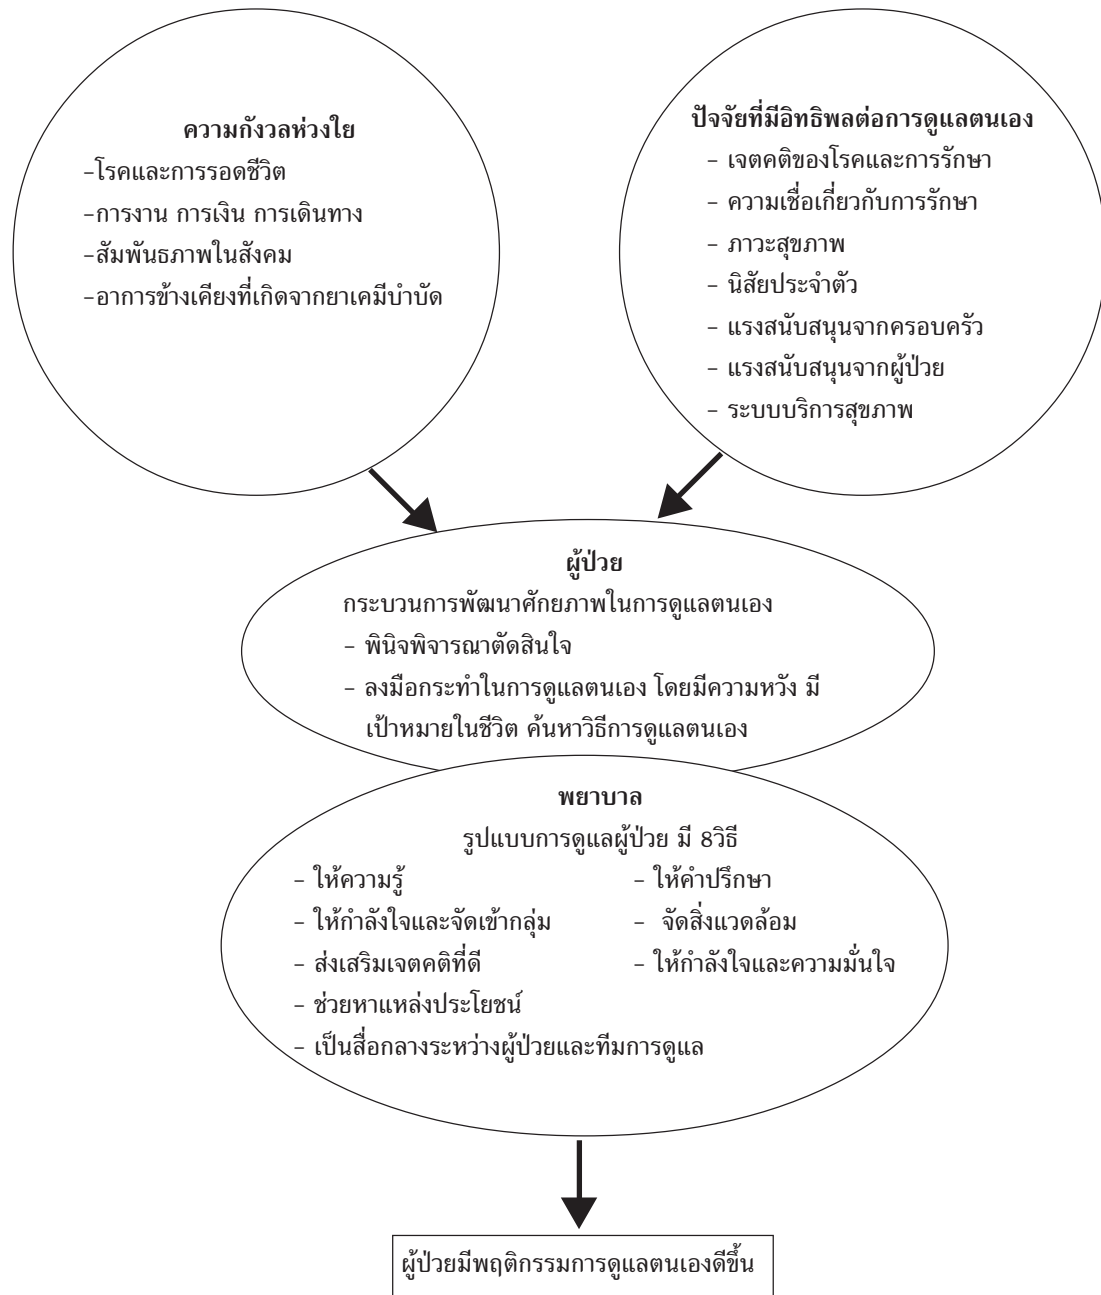 ความกังวลห่วงใย
-โรคและการรอดชีวิต
-การงาน การเงิน การเดินทาง
-สัมพันธภาพในสังคม
-อาการข้างเคียงที่เกิดจากยาเคมีบำบัด
ปัจจัยที่มีอิทธิพลต่อการดูแลตนเอง
- เจตคติของโรคและการรักษา
- ความเชื่อเกี่ยวกับการรักษา
- ภาวะสุขภาพ
- นิสัยประจำตัว
- แรงสนับสนุนจากครอบครัว
- แรงสนับสนุนจากผู้ป่วย
- ระบบบริการสุขภาพ
ผู้ป่วย
กระบวนการพัฒนาศักยภาพในการดูแลตนเอง
- พินิจพิจารณาตัดสินใจ
- ลงมือกระทำในการดูแลตนเอง โดยมีความหวัง มี
เป้าหมายในชีวิต ค้นหาวิธีการดูแลตนเอง
พยาบาล
รูปแบบการดูแลผู้ป่วย มี 8วิธี
- ให้ความรู้
- ให้คำปรึกษา
- ให้กำลังใจและจัดเข้ากลุ่ม
- จัดสิ่งแวดล้อม
- ส่งเสริมเจตคติที่ดี
- ให้กำลังใจและความมั่นใจ
- ช่วยหาแหล่งประโยชน์
- เป็นสื่อกลางระหว่างผู้ป่วยและทีมการดูแล
ผู้ป่วยมีพฤติกรรมการดูแลตนเองดีขึ้น